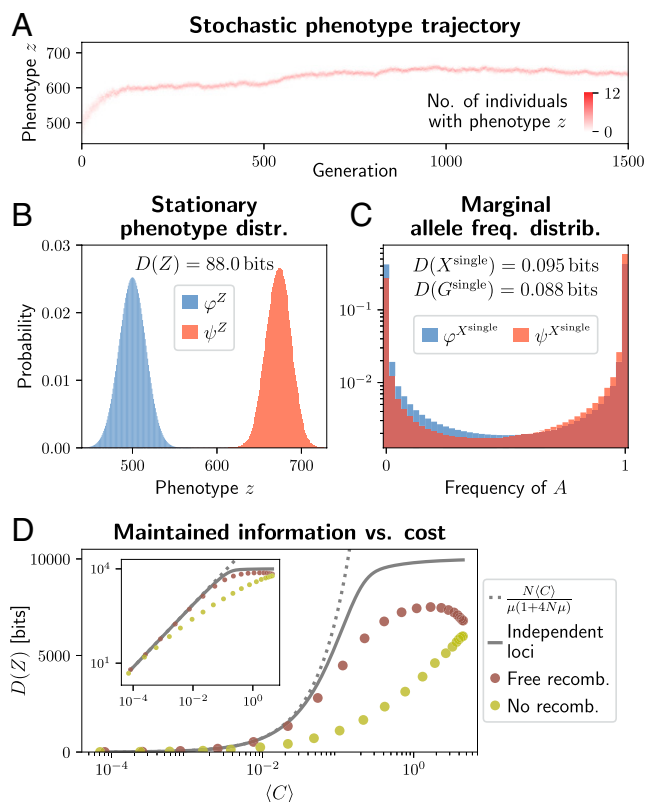 A
Stochastic phenotype trajectory
Phenotype z
700
600
500
No. of individuals
with phenotype z
12
0
0
500
1000
1500
Generation
B
Stationary
phenotype distr.
Probability
0.03
0.02
0.01
0.00
D(Z) = 88.0 bits
φ^Z
ψ^Z
500
600
700
Phenotype z
C
Marginal
allele freq. distrib.
D(X^single) = 0.095 bits
D(G^single) = 0.088 bits
φ^X^single
ψ^X^single
10^−1
10^−2
0
1
Frequency of A
D
Maintained information vs. cost
D(Z) [bits]
10000
5000
0
10^4
10^1
10^−4
10^−2
10^0
10^−4
10^−2
10^0
⟨C⟩
N⟨C⟩
μ(1+4Nμ)
Independent
loci
Free recomb.
No recomb.